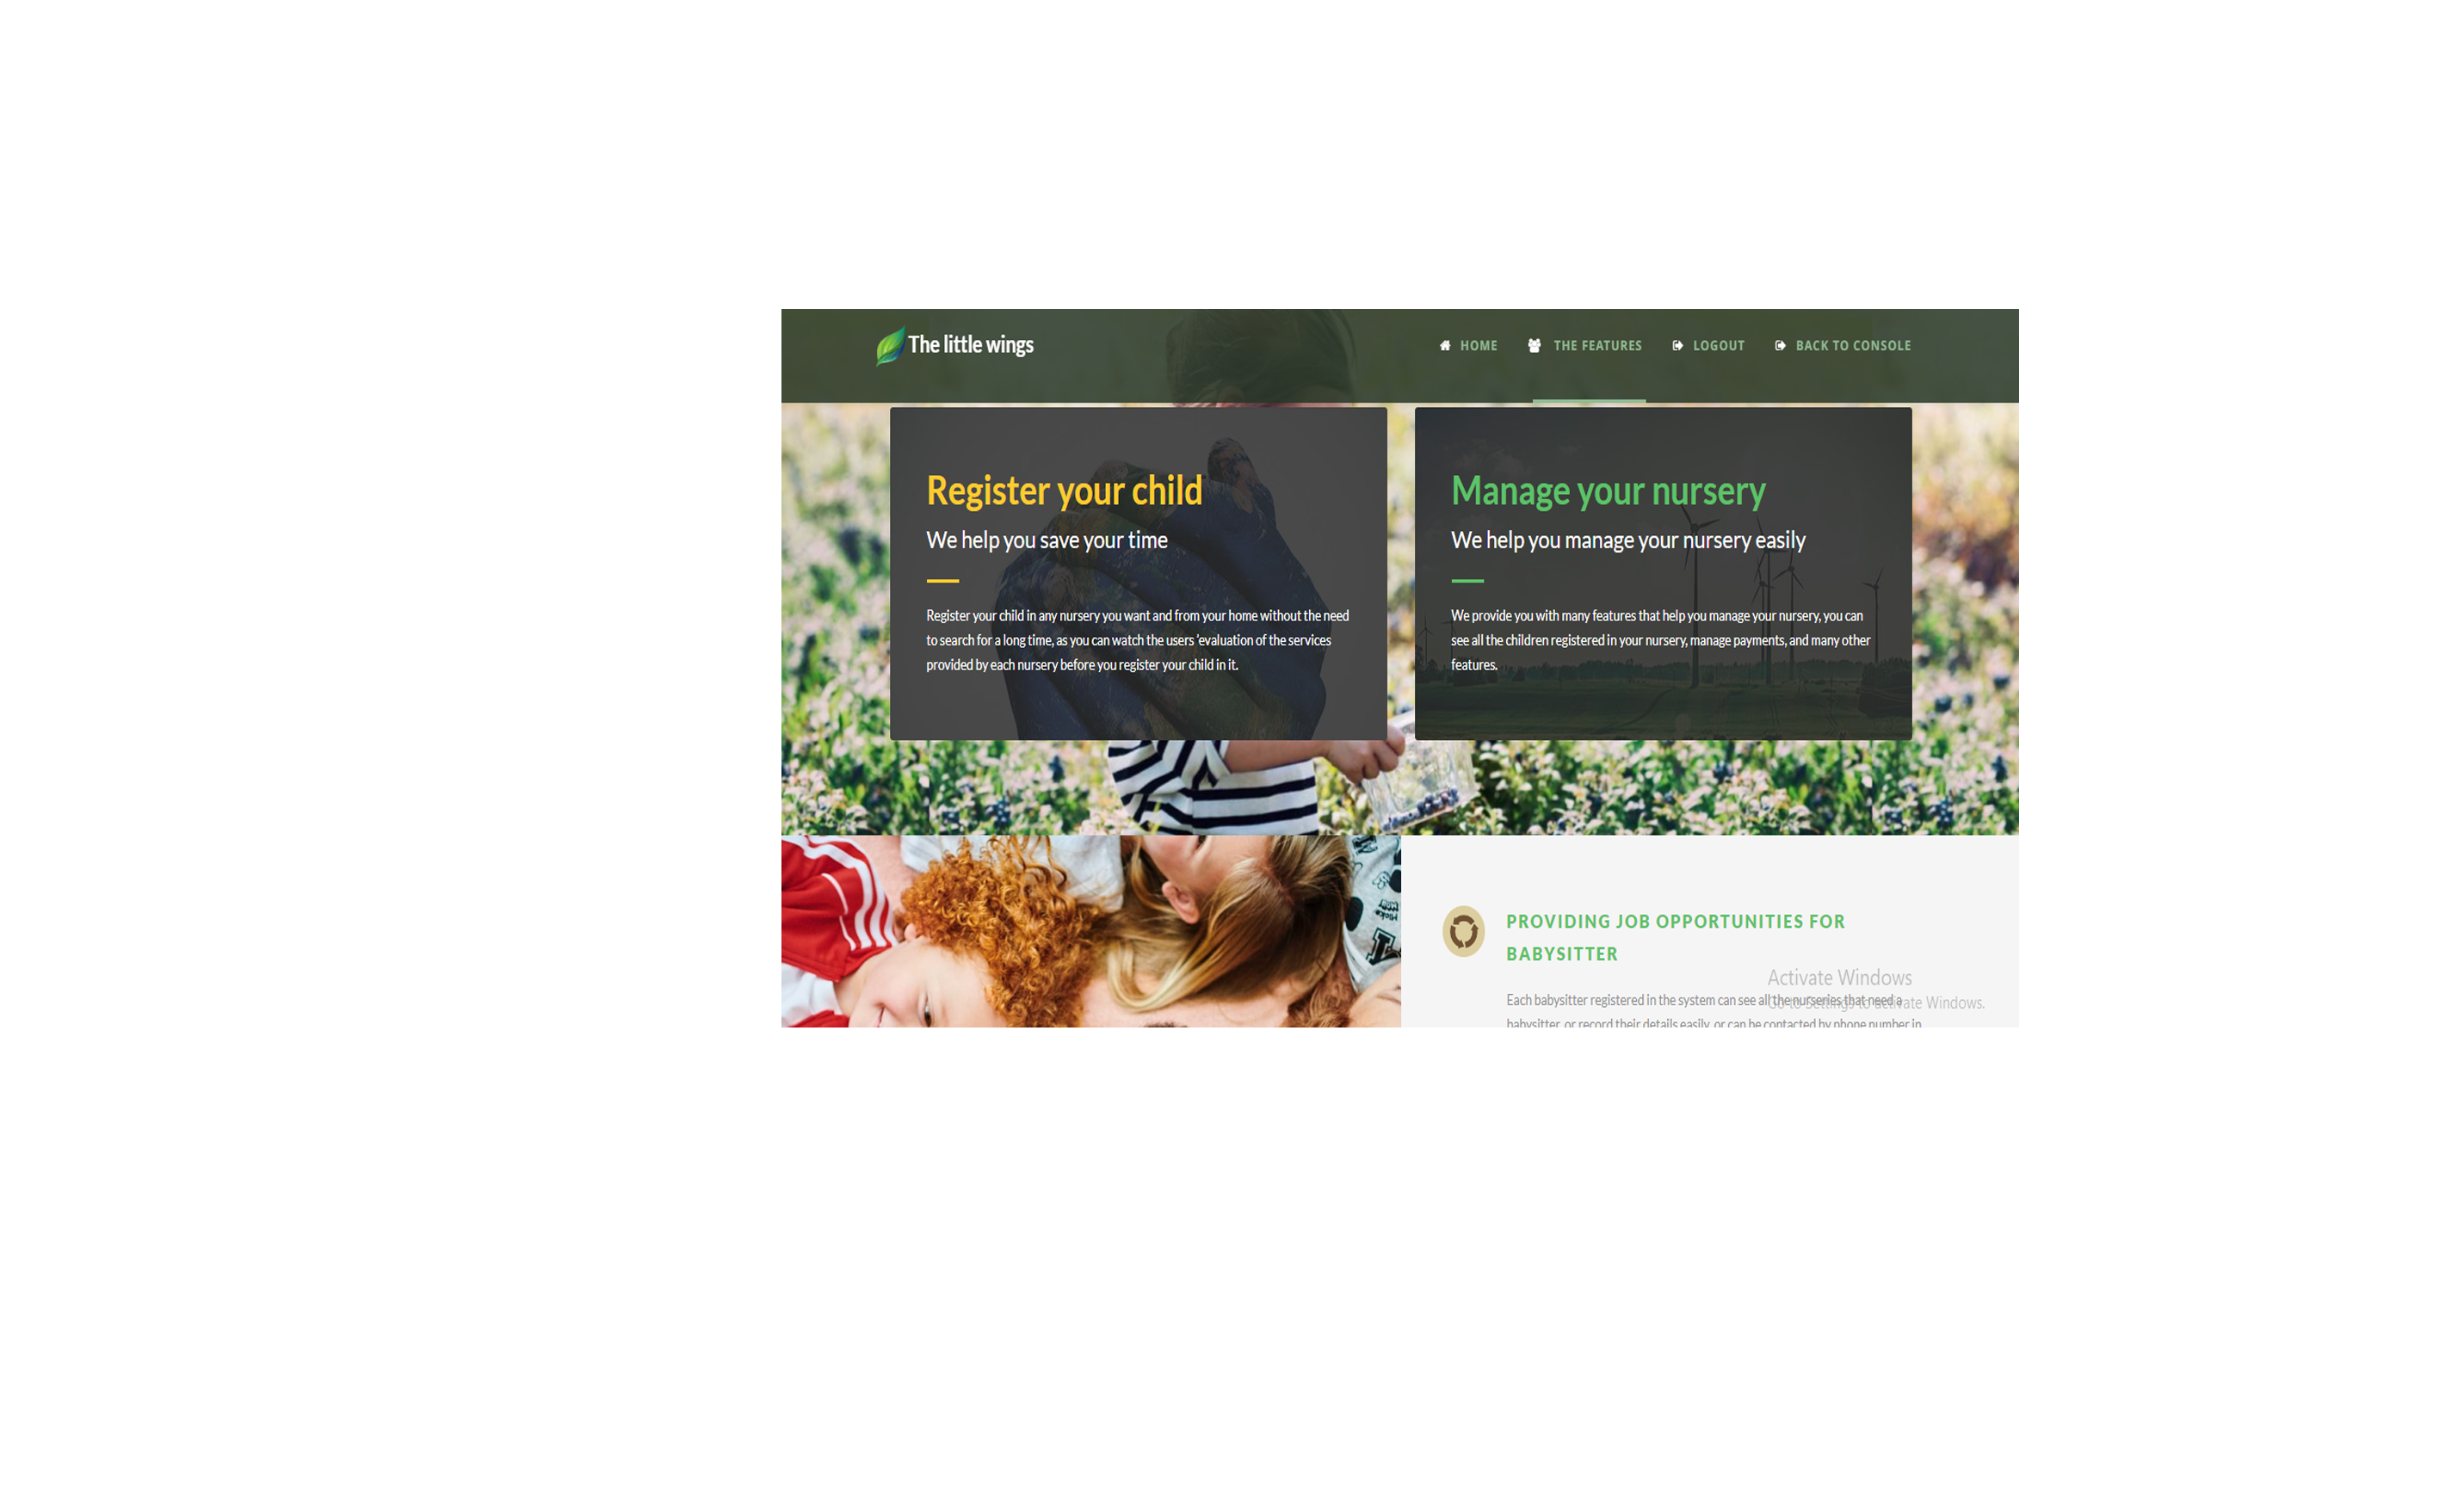 The little wings
HOME THE FEATURES LOGOUT BACK TO CONSOLE
Register your child
We help you save your time
Register your child in any nursery you want and from your home without the need
to search for a long time, as you can watch the users 'evaluation of the services
provided by each nursery before you register your child in it.
Manage your nursery
We help you manage your nursery easily
We provide you with many features that help you manage your nursery, you can
see all the children registered in your nursery, manage payments, and many other
features.
PROVIDING JOB OPPORTUNITIES FOR
BABYSITTER
Each babysitter registered in the system can see all the nurseries that need a
babysitter, or record their details easily, or can be contacted by phone number in
Activate Windows
Go to Settings to activate Windows.